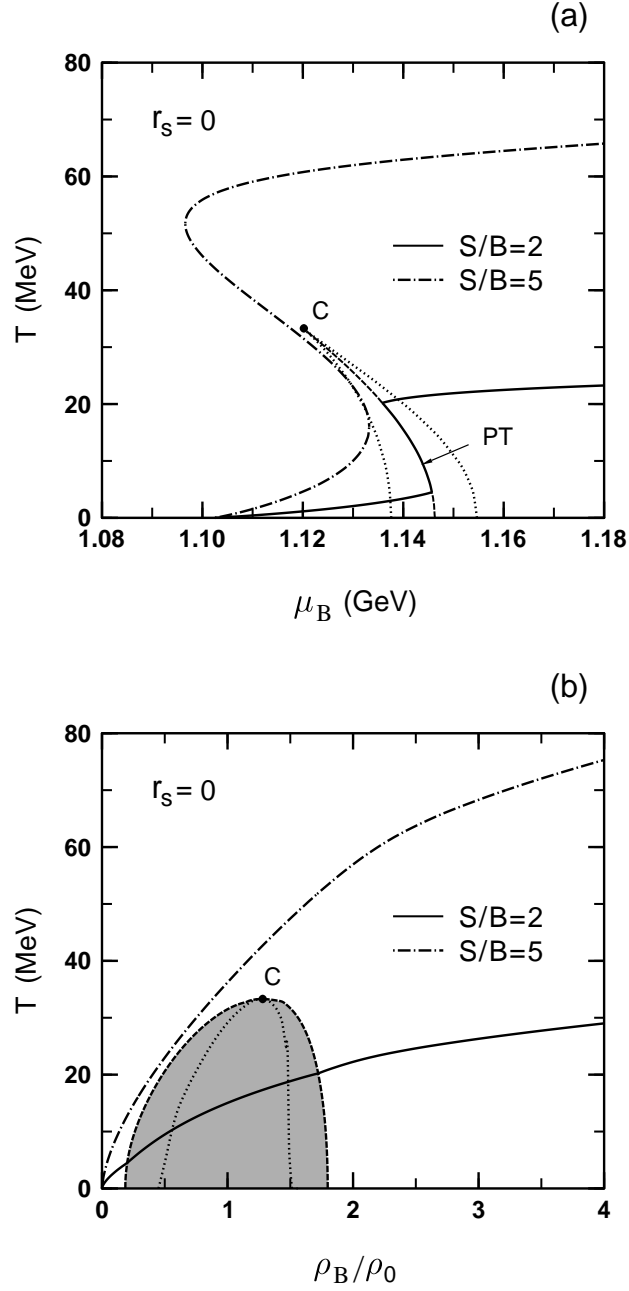 (a)
80
r_s = 0
60
S/B=2
S/B=5
T (MeV)
40
C
20
PT
0
1.08 1.10 1.12 1.14 1.16 1.18
μ_B (GeV)
(b)
80
r_s = 0
60
S/B=2
S/B=5
T (MeV)
40
C
20
0
0 1 2 3 4
ρ_B/ρ_0